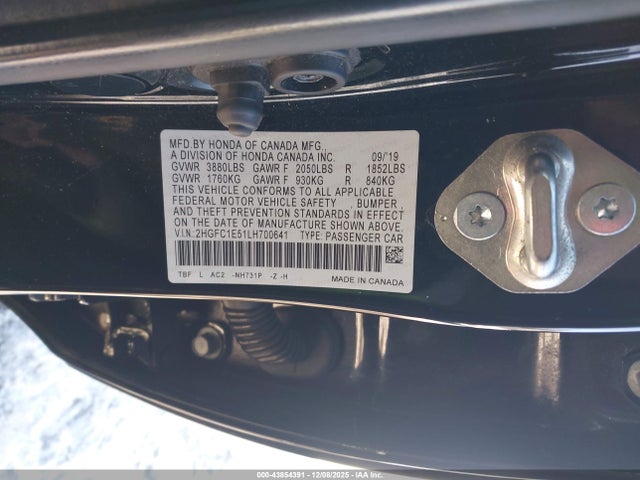 MFD.BY HONDA OF CANADA MFG.,
A DIVISION OF HONDA CANADA INC. 09/'19
GVWR 3880LBS GAWR F 2050LBS R 1852LBS
GVWR 1760KG GAWR F 930KG R 840KG
THIS VEHICLE CONFORMS TO ALL APPLICABLE
FEDERAL MOTOR VEHICLE SAFETY , BUMPER ,
AND THEFT PREVENTION STANDARDS IN EFFECT
ON THE DATE OF MANUFACTURE SHOWN ABOVE.
V.I.N.:2HGFC1E51LH700641 TYPE: PASSENGER CAR
TBF L AC2 -NH731P -Z -H
MADE IN CANADA
000-43854391 - 12/08/2025 - IAAI.COM